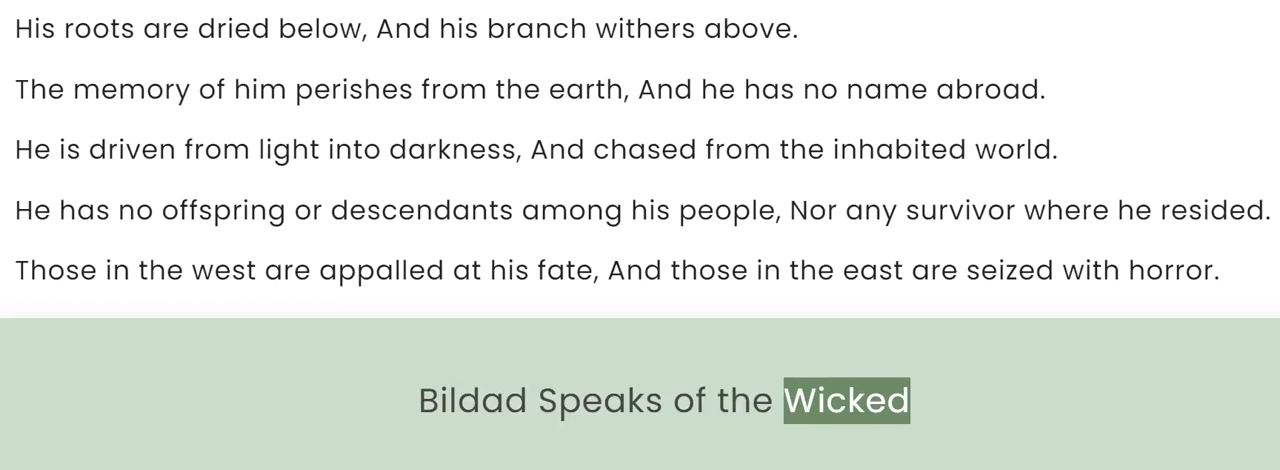 His roots are dried below, And his branch withers above.
The memory of him perishes from the earth, And he has no name abroad.
He is driven from light into darkness, And chased from the inhabited world.
He has no offspring or descendants among his people, Nor any survivor where he resided.
Those in the west are appalled at his fate, And those in the east are seized with horror.
Bildad Speaks of the Wicked